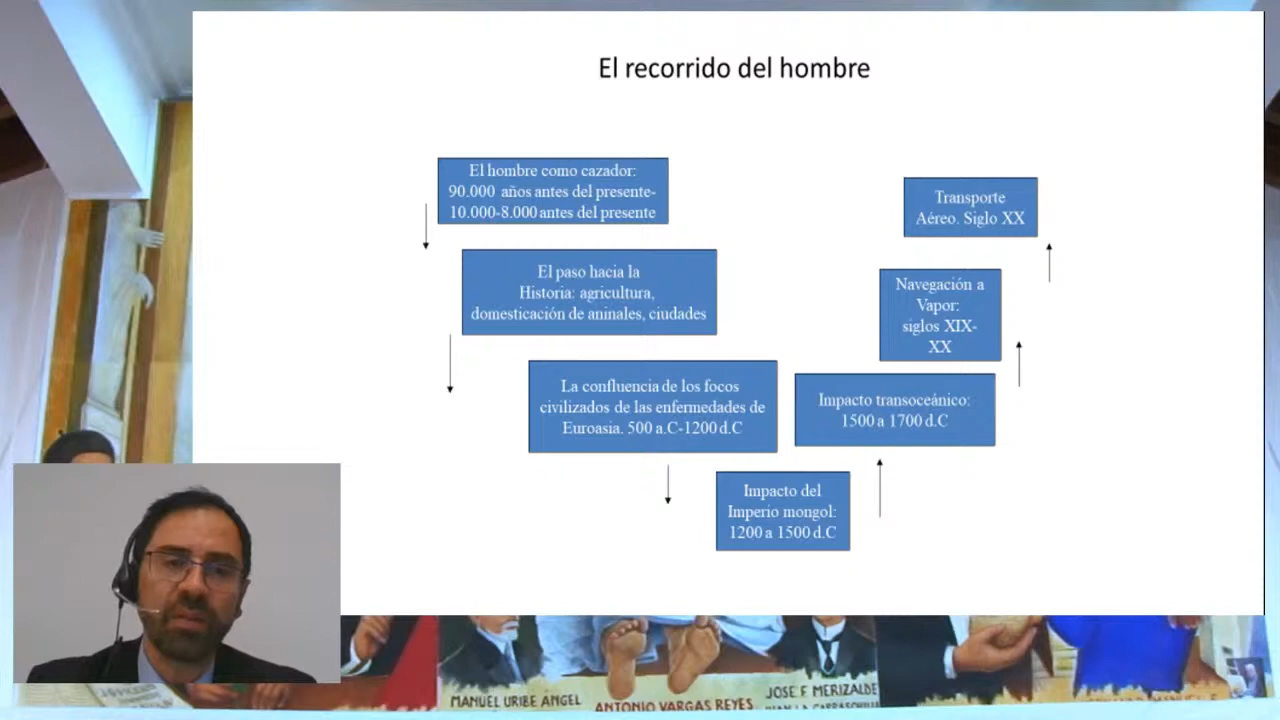 El recorrido del hombre
El hombre como cazador:
90.000 años antes del presente-
10.000-8.000 antes del presente
El paso hacia la
Historia: agricultura,
domesticación de aninales, ciudades
La confluencia de los focos
civilizados de las enfermedades de
Euroasia. 500 a.C-1200 d.C
Impacto del
Imperio mongol:
1200 a 1500 d.C
Impacto transoceánico:
1500 a 1700 d.C
Navegación a
Vapor:
siglos XIX-
XX
Transporte
Aéreo. Siglo XX
MANUEL URIBE ANGEL
ANTONIO VARGAS REYES
JOSE F. MERIZALDE